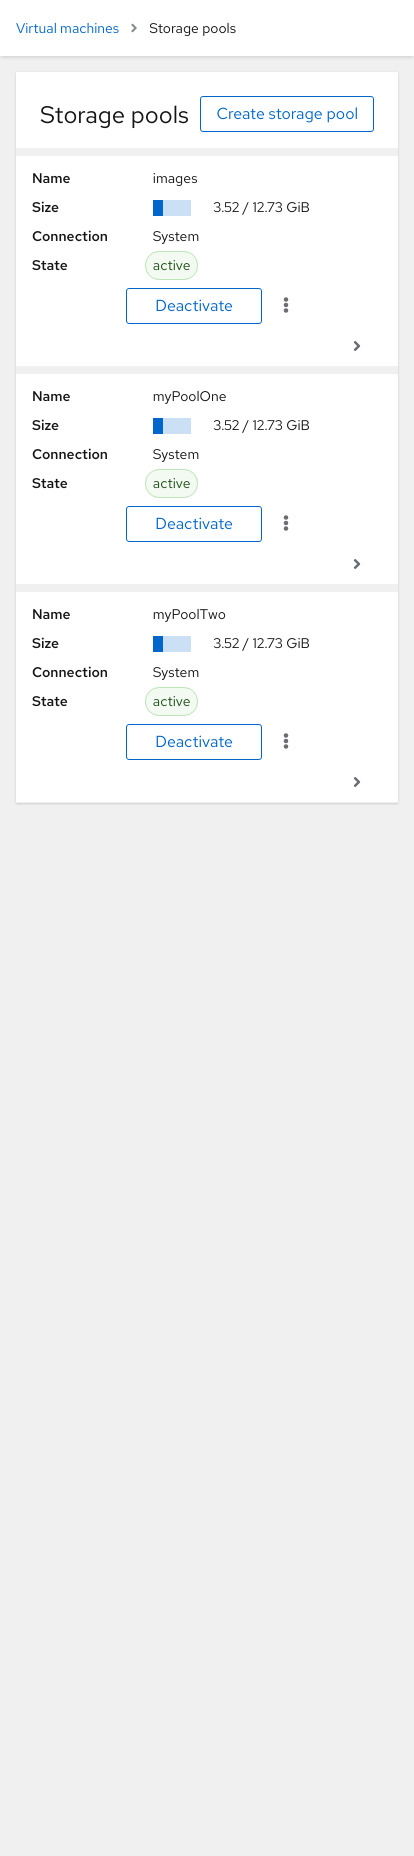 Virtual machines > Storage pools
Storage pools Create storage pool
Name images
Size 3.52 / 12.73 GiB
Connection System
State active
Deactivate
Name myPoolOne
Size 3.52 / 12.73 GiB
Connection System
State active
Deactivate
Name myPoolTwo
Size 3.52 / 12.73 GiB
Connection System
State active
Deactivate